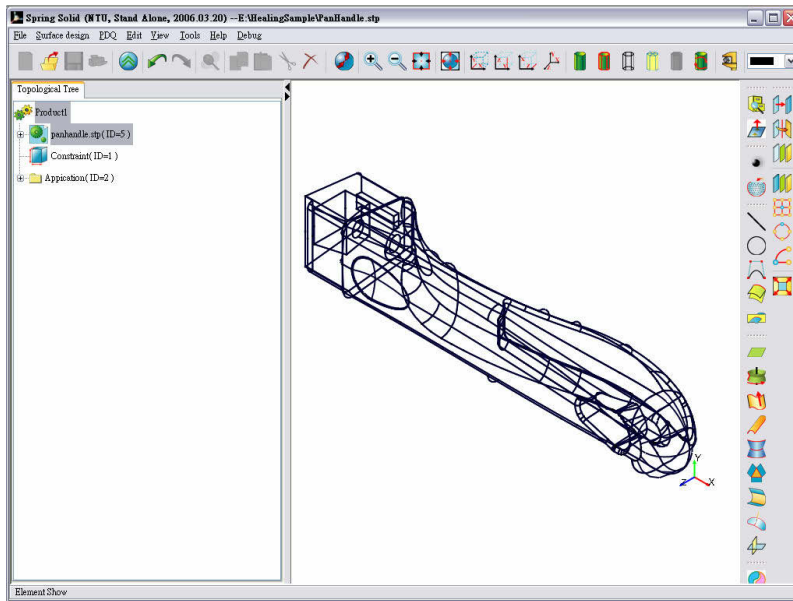 Spring Solid (NTU, Stand Alone, 2006.03.20) --E:\HealingSample\PanHandle.stp
File Surface design PDQ Edit View Tools Help Debug
Topological Tree
Product1
panhandle.stp( ID=5 )
Constraint( ID=1 )
Appication( ID=2 )
Y
Z X
Element Show